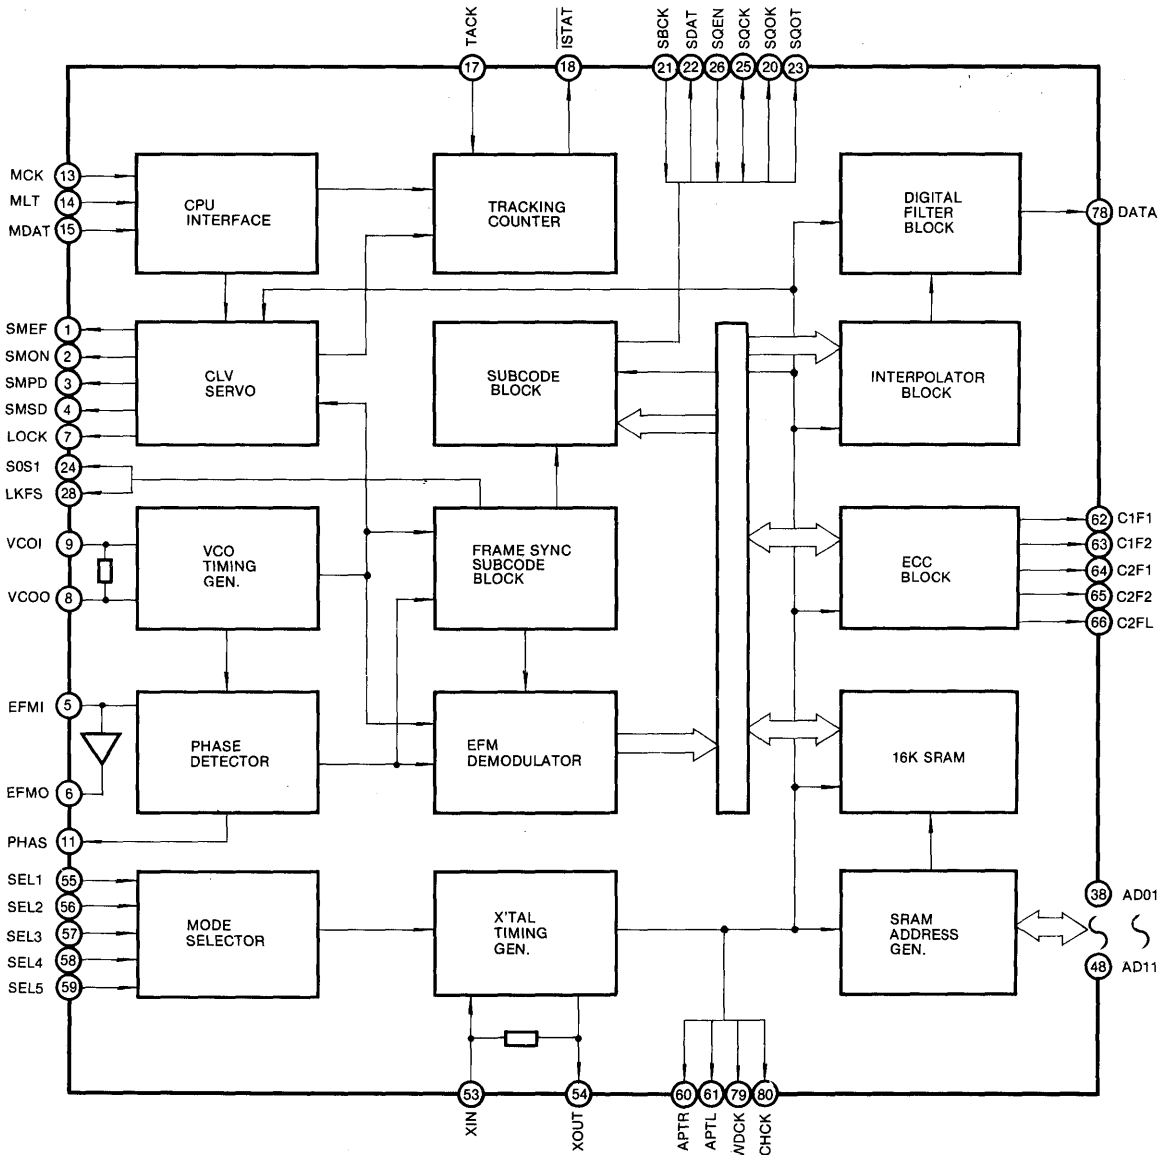 TACK
ISTAT
SBCK
SDAT
SQEN
SQCK
SQOK
SQOT
17
18
21
22
26
25
20
23
MCK 13
MLT 14
MDAT 15
CPU
INTERFACE
TRACKING
COUNTER
DIGITAL
FILTER
BLOCK
78 DATA
SMEF 1
SMON 2
SMPD 3
SMSD 4
LOCK 7
CLV
SERVO
SUBCODE
BLOCK
INTERPOLATOR
BLOCK
S0S1 24
LKFS 28
VCOI 9
VCOO 8
VCO
TIMING
GEN.
FRAME SYNC
SUBCODE
BLOCK
ECC
BLOCK
62 C1F1
63 C1F2
64 C2F1
65 C2F2
66 C2FL
EFMI 5
EFMO 6
PHAS 11
PHASE
DETECTOR
EFM
DEMODULATOR
16K SRAM
SEL1 55
SEL2 56
SEL3 57
SEL4 58
SEL5 59
MODE
SELECTOR
X'TAL
TIMING
GEN.
SRAM
ADDRESS
GEN.
38 AD01
48 AD11
53
54
60
61
79
80
XIN
XOUT
APTR
APTL
WDCK
CHCK